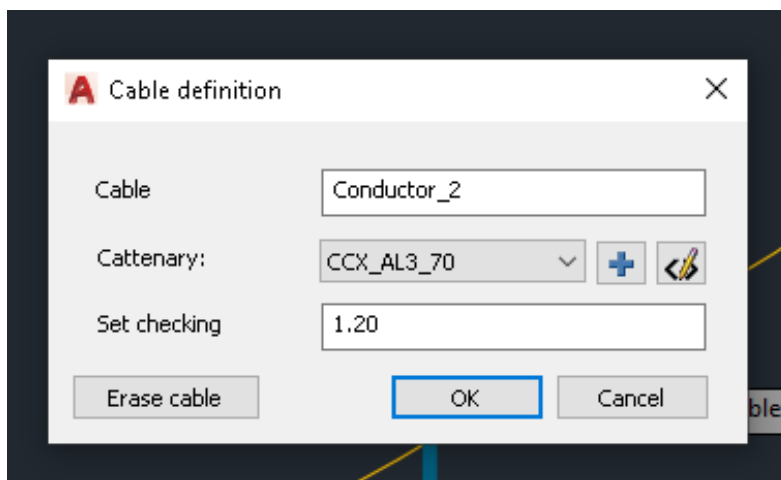 Cable definition
Cable
Conductor_2
Cattenary:
CCX_AL3_70
Set checking
1.20
Erase cable
OK
Cancel
ble